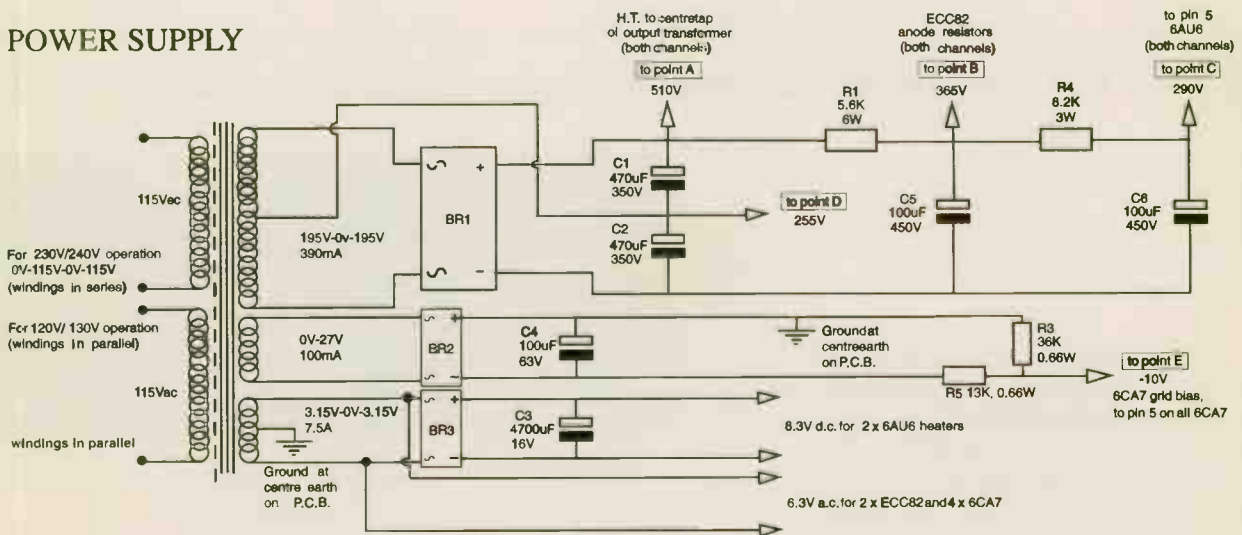 POWER SUPPLY
H.T. to centretap
of output transformer
(both channels)
to point A
510V
ECC82
anode resistors
(both channels)
to point B
365V
to pin 5
6AU6
(both channels)
to point C
290V
R1
5.6K
6W
R4
8.2K
3W
115Vac
195V-0v-195V
390mA
BR1
+
-
C1
470uF
350V
C2
470uF
350V
to point D
255V
C5
100uF
450V
C6
100uF
450V
For 230V/240V operation
0V-115V-0V-115V
(windings in series)
For 120V/ 130V operation
(windings in parallel)
115Vac
windings in parallel
0V-27V
100mA
BR2
+
-
C4
100uF
63V
Ground at
centre earth
on P.C.B.
R3
36K
0.66W
R5 13K, 0.66W
to point E
-10V
6CA7 grid bias,
to pin 5 on all 6CA7
3.15V-0V-3.15V
7.5A
BR3
+
-
C3
4700uF
16V
Ground at
centre earth
on P.C.B.
8.3V d.c. for 2 x 6AU6 heaters
6.3V a.c. for 2 x ECC82 and 4 x 6CA7